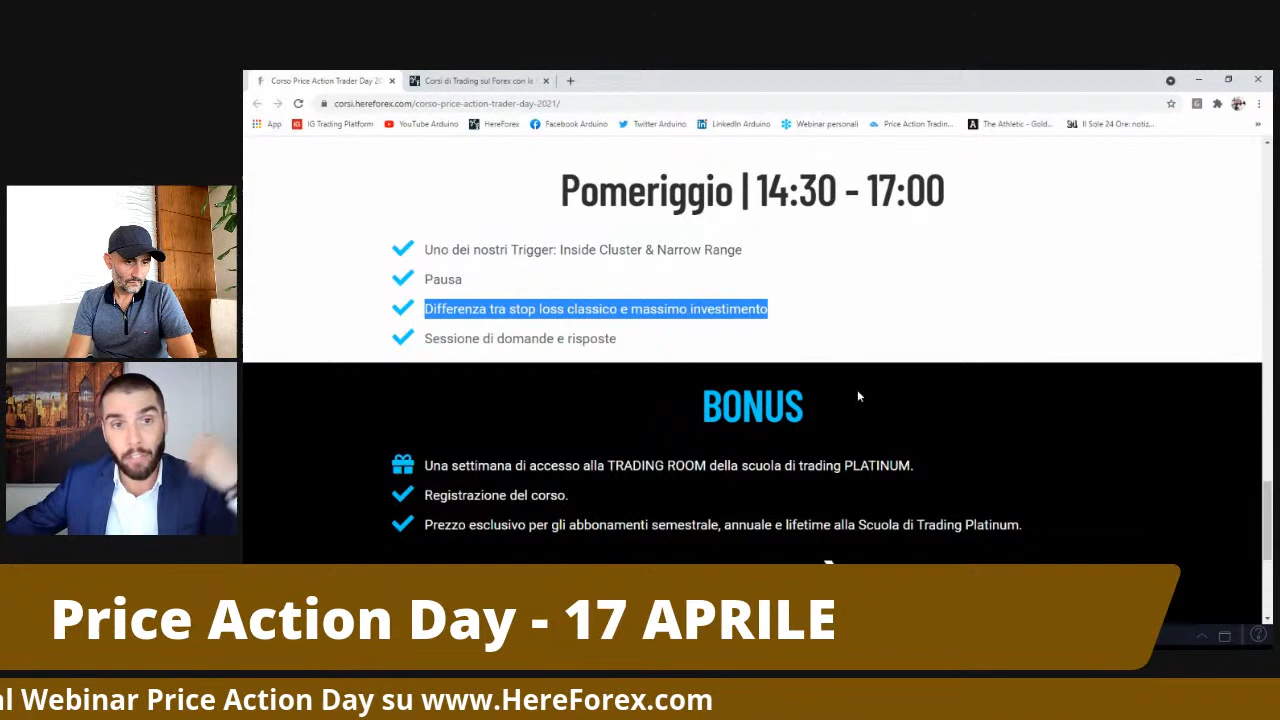 Corso Price Action Trader Day 20
Corsi di Trading sul Forex con la
corsi.hereforex.com/corso-price-action-trader-day-2021/
App IG Trading Platform YouTube Arduino HereForex Facebook Arduino Twitter Arduino LinkedIn Arduino Webinar personali Price Action Tradin... The Athletic - Gold... Il Sole 24 Ore: notiz... »
Pomeriggio | 14:30 - 17:00
Uno dei nostri Trigger: Inside Cluster & Narrow Range
Pausa
Differenza tra stop loss classico e massimo investimento
Sessione di domande e risposte
BONUS
Una settimana di accesso alla TRADING ROOM della scuola di trading PLATINUM.
Registrazione del corso.
Prezzo esclusivo per gli abbonamenti semestrale, annuale e lifetime alla Scuola di Trading Platinum.
Price Action Day - 17 APRILE
al Webinar Price Action Day su www.HereForex.com